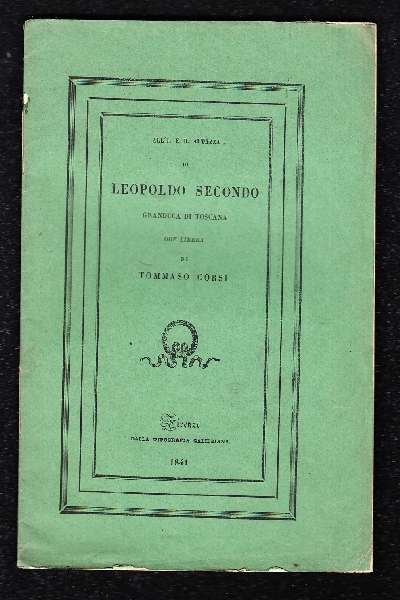 ALL'I. E R. ALTEZZA
DI
LEOPOLDO SECONDO
GRANDUCA DI TOSCANA
ODE LIBERA
DI
TOMMASO CORSI
Firenze
DALLA TIPOGRAFIA GALILEIANA
1841